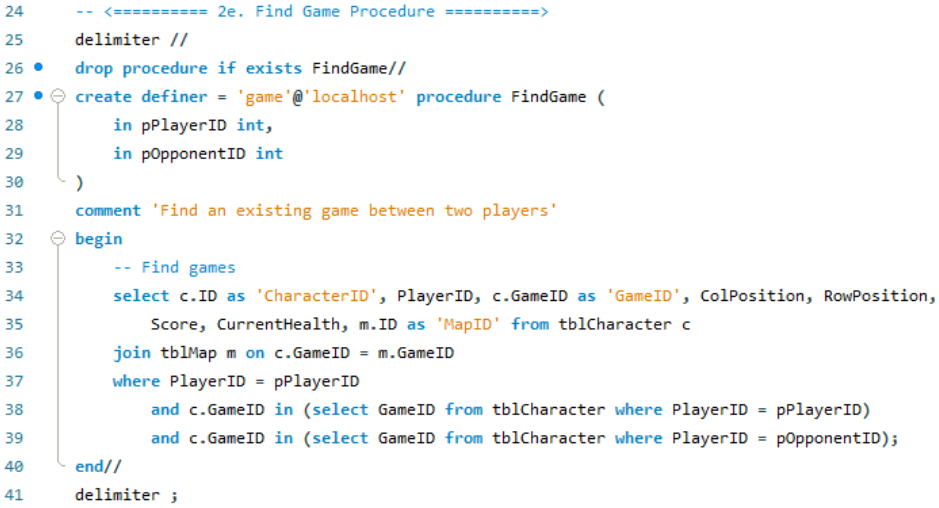 24 -- <========== 2e. Find Game Procedure ==========>
25 delimiter //
26 drop procedure if exists FindGame//
27 create definer = 'game'@'localhost' procedure FindGame (
28 in pPlayerID int,
29 in pOpponentID int
30 )
31 comment 'Find an existing game between two players'
32 begin
33 -- Find games
34 select c.ID as 'CharacterID', PlayerID, c.GameID as 'GameID', ColPosition, RowPosition,
35 Score, CurrentHealth, m.ID as 'MapID' from tblCharacter c
36 join tblMap m on c.GameID = m.GameID
37 where PlayerID = pPlayerID
38 and c.GameID in (select GameID from tblCharacter where PlayerID = pPlayerID)
39 and c.GameID in (select GameID from tblCharacter where PlayerID = pOpponentID);
40 end//
41 delimiter ;